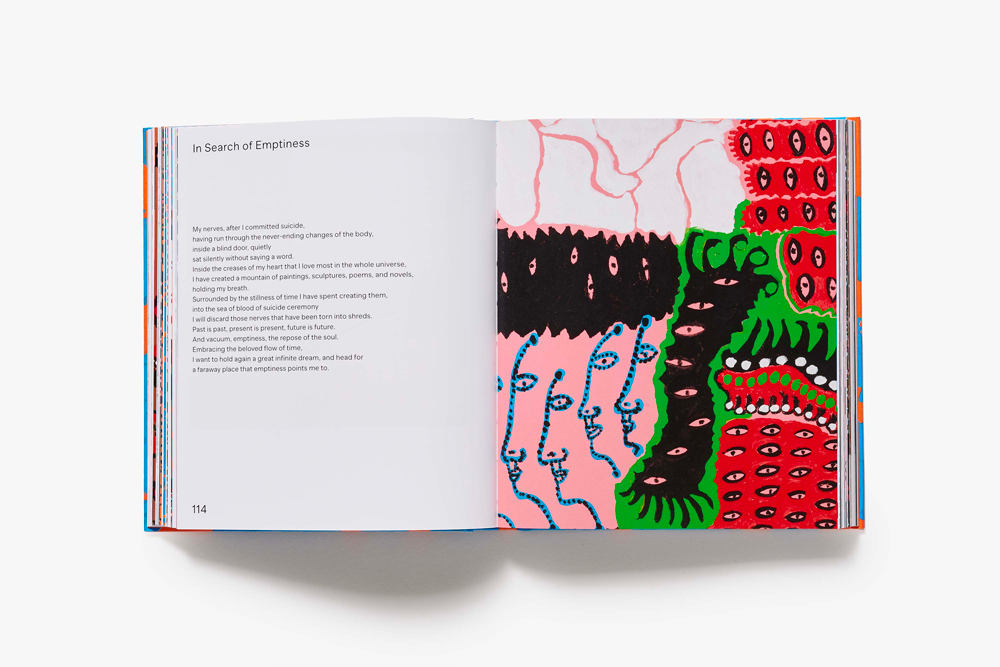 In Search of Emptiness
My nerves, after I committed suicide,
having run through the never-ending changes of the body,
inside a blind door, quietly
sat silently without saying a word.
Inside the creases of my heart that I love most in the whole universe,
I have created a mountain of paintings, sculptures, poems, and novels,
holding my breath.
Surrounded by the stillness of time I have spent creating them,
into the sea of blood of suicide ceremony
I will discard those nerves that have been torn into shreds.
Past is past, present is present, future is future.
And vacuum, emptiness, the repose of the soul.
Embracing the beloved flow of time,
I want to hold again a great infinite dream, and head for
a faraway place that emptiness points me to.
114